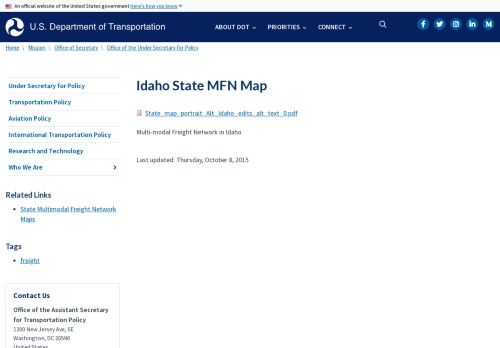 An official website of the United States government Here's how you know
U.S. Department of Transportation
ABOUT DOT
PRIORITIES
CONNECT
Home \ Mission \ Office of Secretary \ Office of the Under Secretary for Policy
Under Secretary for Policy
Transportation Policy
Aviation Policy
International Transportation Policy
Research and Technology
Who We Are
Related Links
State Multimodal Freight Network
Maps
Tags
freight
Contact Us
Office of the Assistant Secretary
for Transportation Policy
1200 New Jersey Ave, SE
Washington, DC 20590
United States
Idaho State MFN Map
State_map_portrait_Alt_Idaho_edits_alt_text_0.pdf
Multi-modal Freight Network in Idaho
Last updated: Thursday, October 8, 2015